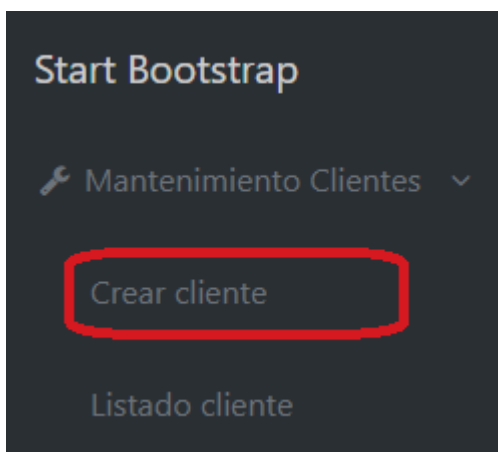 Start Bootstrap
Mantenimiento Clientes
Crear cliente
Listado cliente